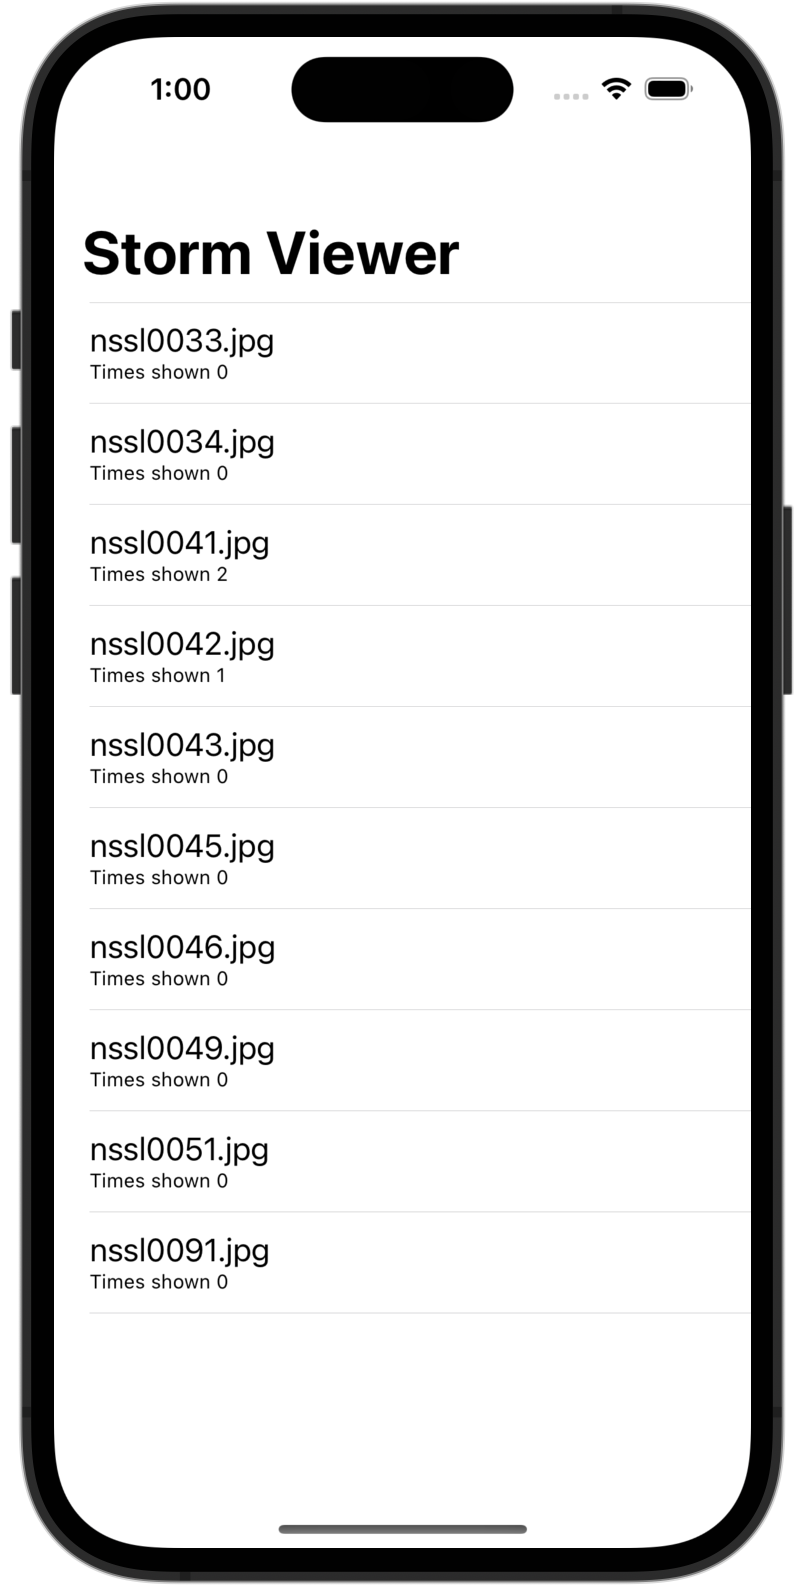 1:00
Storm Viewer
nssl0033.jpg
Times shown 0
nssl0034.jpg
Times shown 0
nssl0041.jpg
Times shown 2
nssl0042.jpg
Times shown 1
nssl0043.jpg
Times shown 0
nssl0045.jpg
Times shown 0
nssl0046.jpg
Times shown 0
nssl0049.jpg
Times shown 0
nssl0051.jpg
Times shown 0
nssl0091.jpg
Times shown 0